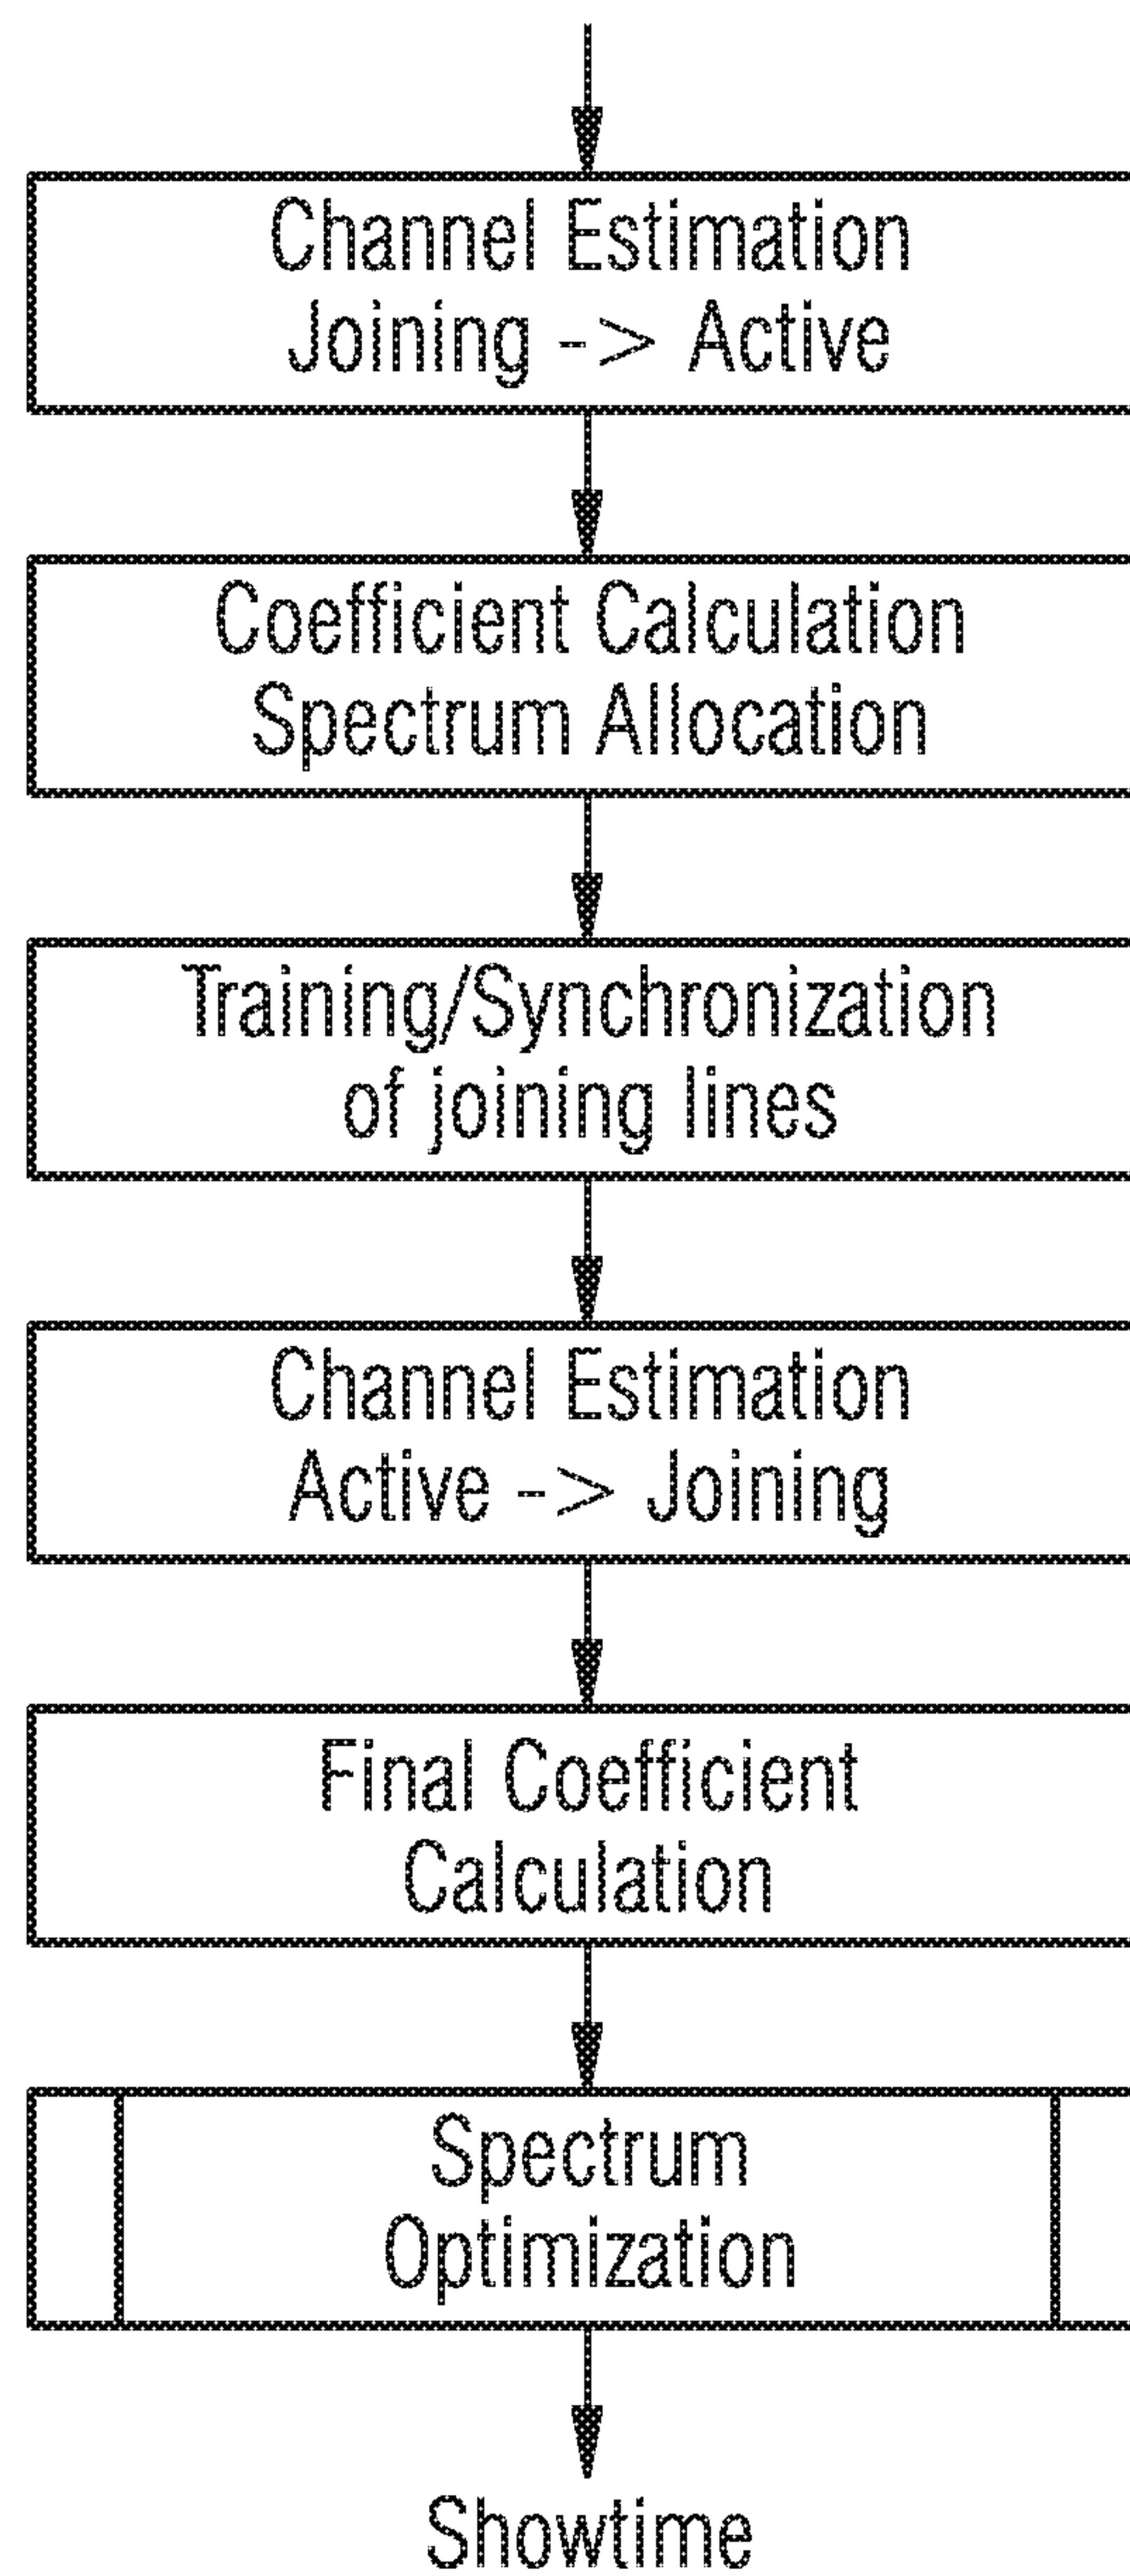 Channel Estimation
Joining -> Active
Coefficient Calculation
Spectrum Allocation
Training/Synchronization
of joining lines
Channel Estimation
Active -> Joining
Final Coefficient
Calculation
Spectrum
Optimization
Showtime